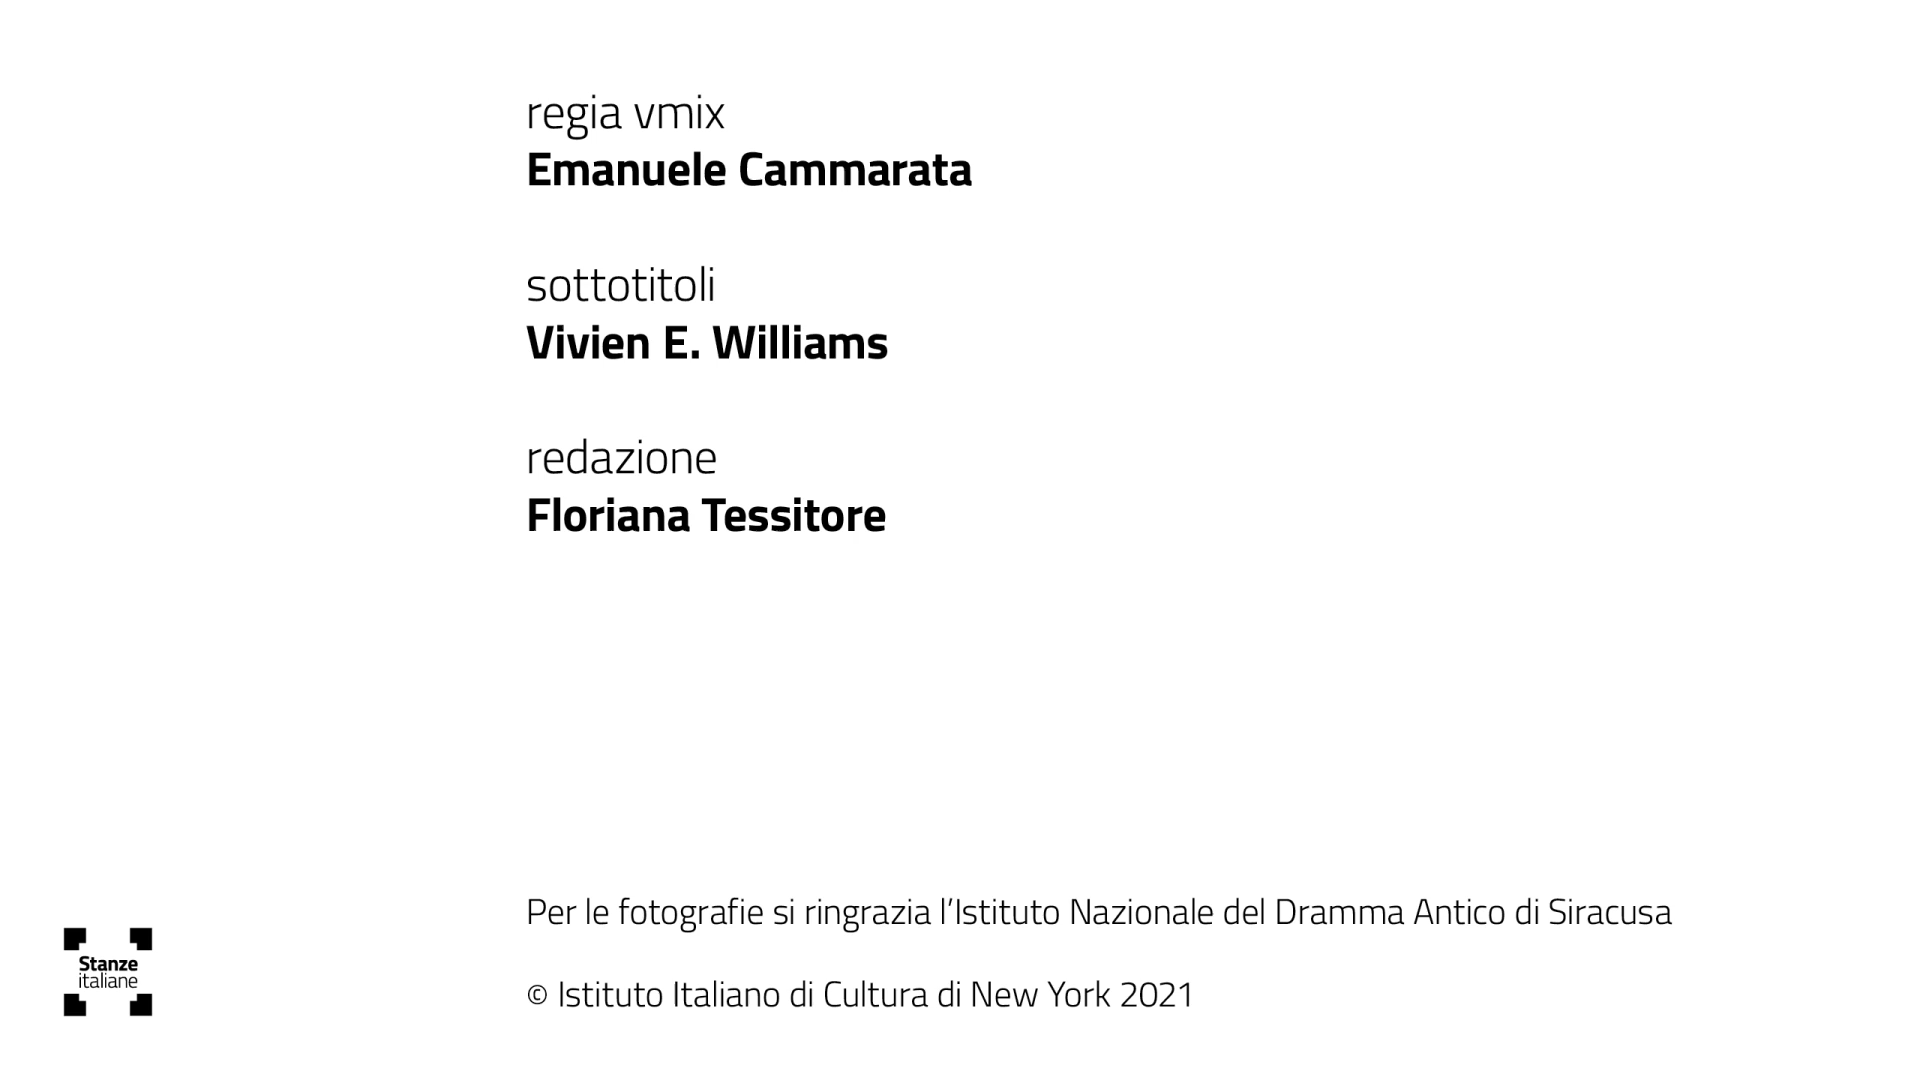 regia vmix
Emanuele Cammarata
sottotitoli
Vivien E. Williams
redazione
Floriana Tessitore
Per le fotografie si ringrazia l’Istituto Nazionale del Dramma Antico di Siracusa
© Istituto Italiano di Cultura di New York 2021
Stanze
italiane